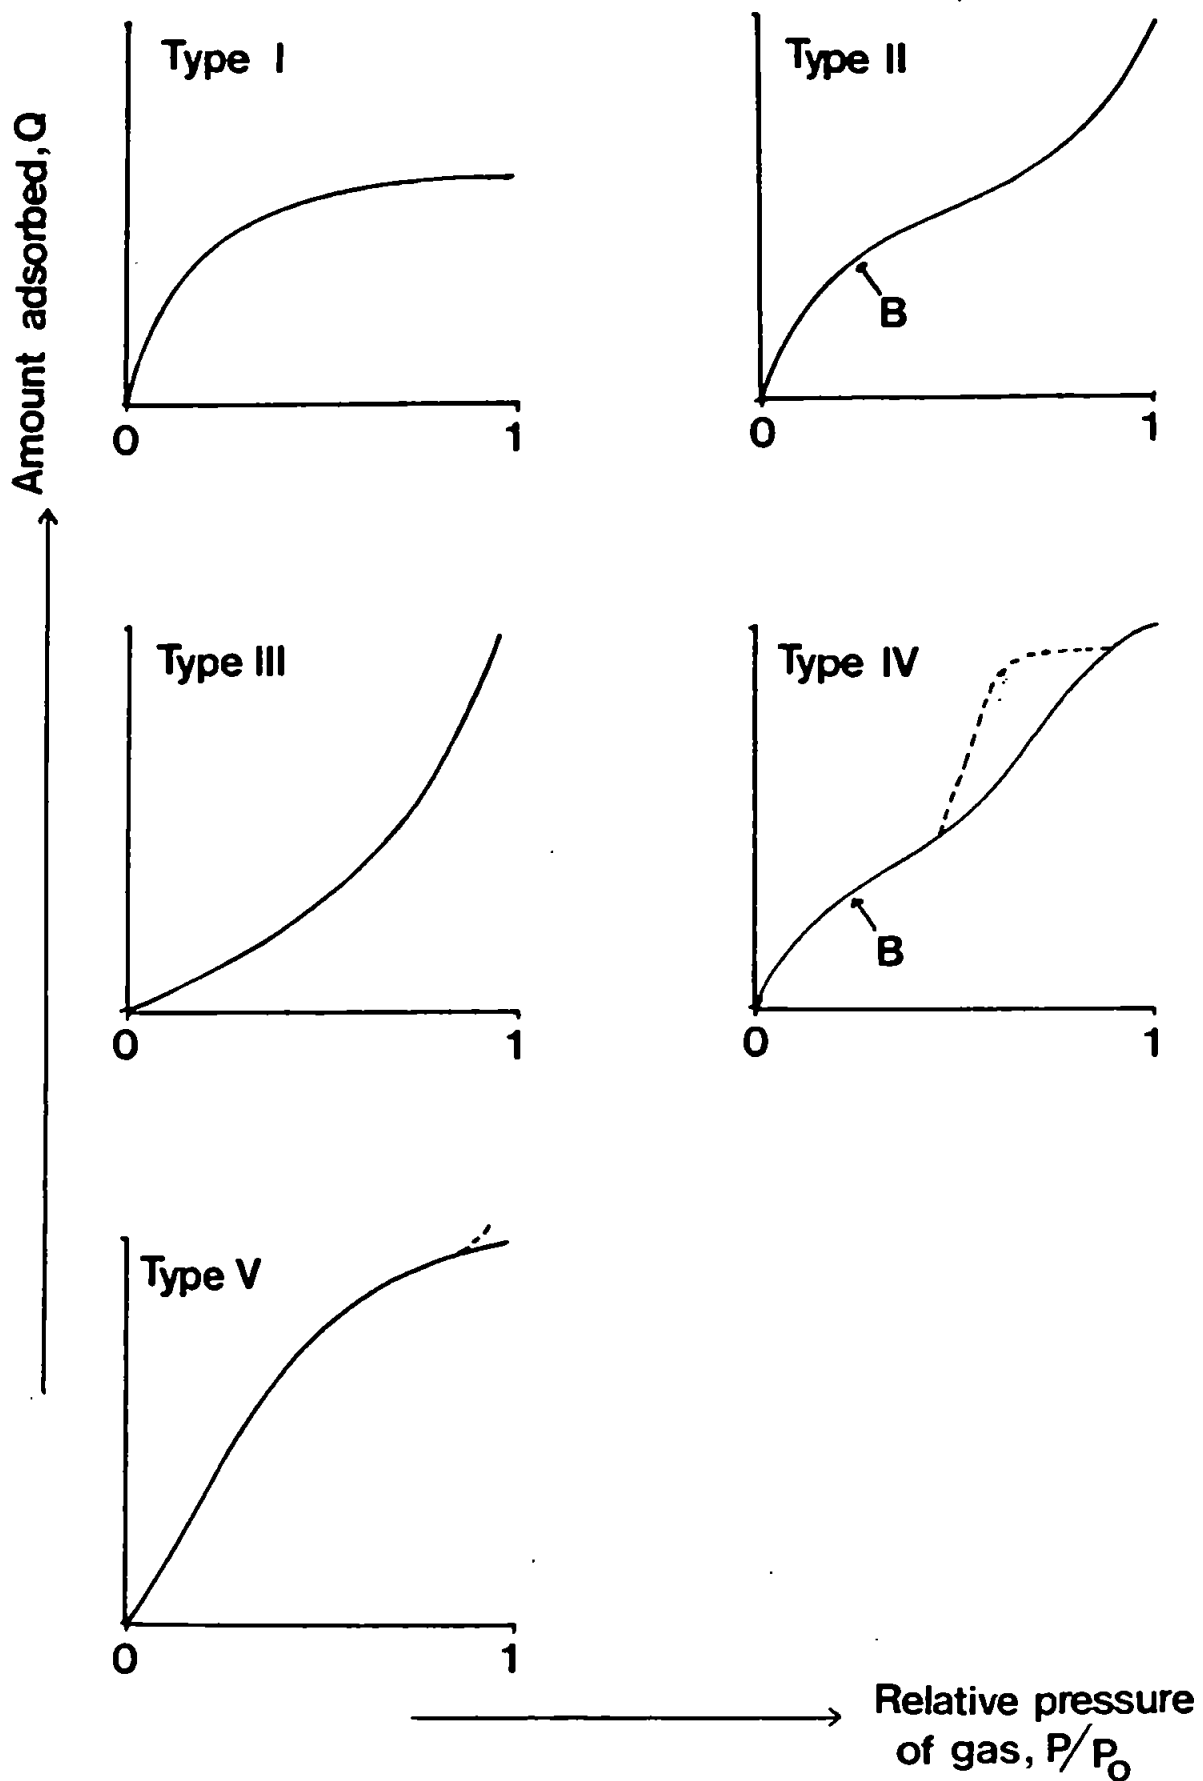 Type I
Type II
Amount adsorbed, Q
B
0
1
0
1
Type III
Type IV
B
0
1
0
1
Type V
0
1
Relative pressure
of gas, P/Po